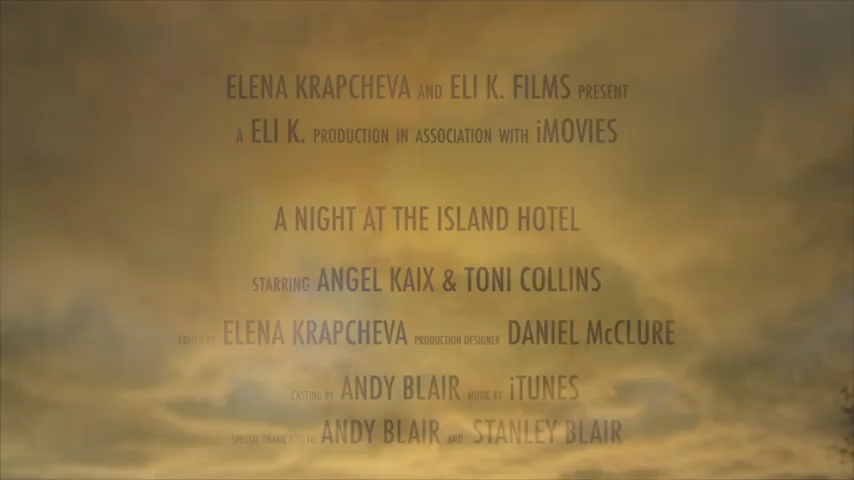 ELENA KRAPCHEVA AND ELI K. FILMS PRESENT
A ELI K. PRODUCTION IN ASSOCIATION WITH iMOVIES
A NIGHT AT THE ISLAND HOTEL
STARRING ANGEL KAIX & TONI COLLINS
EDITED BY ELENA KRAPCHEVA PRODUCTION DESIGNER DANIEL McCLURE
CASTING BY ANDY BLAIR MUSIC BY iTUNES
SPECIAL THANK YOU TO ANDY BLAIR AND STANLEY BLAIR